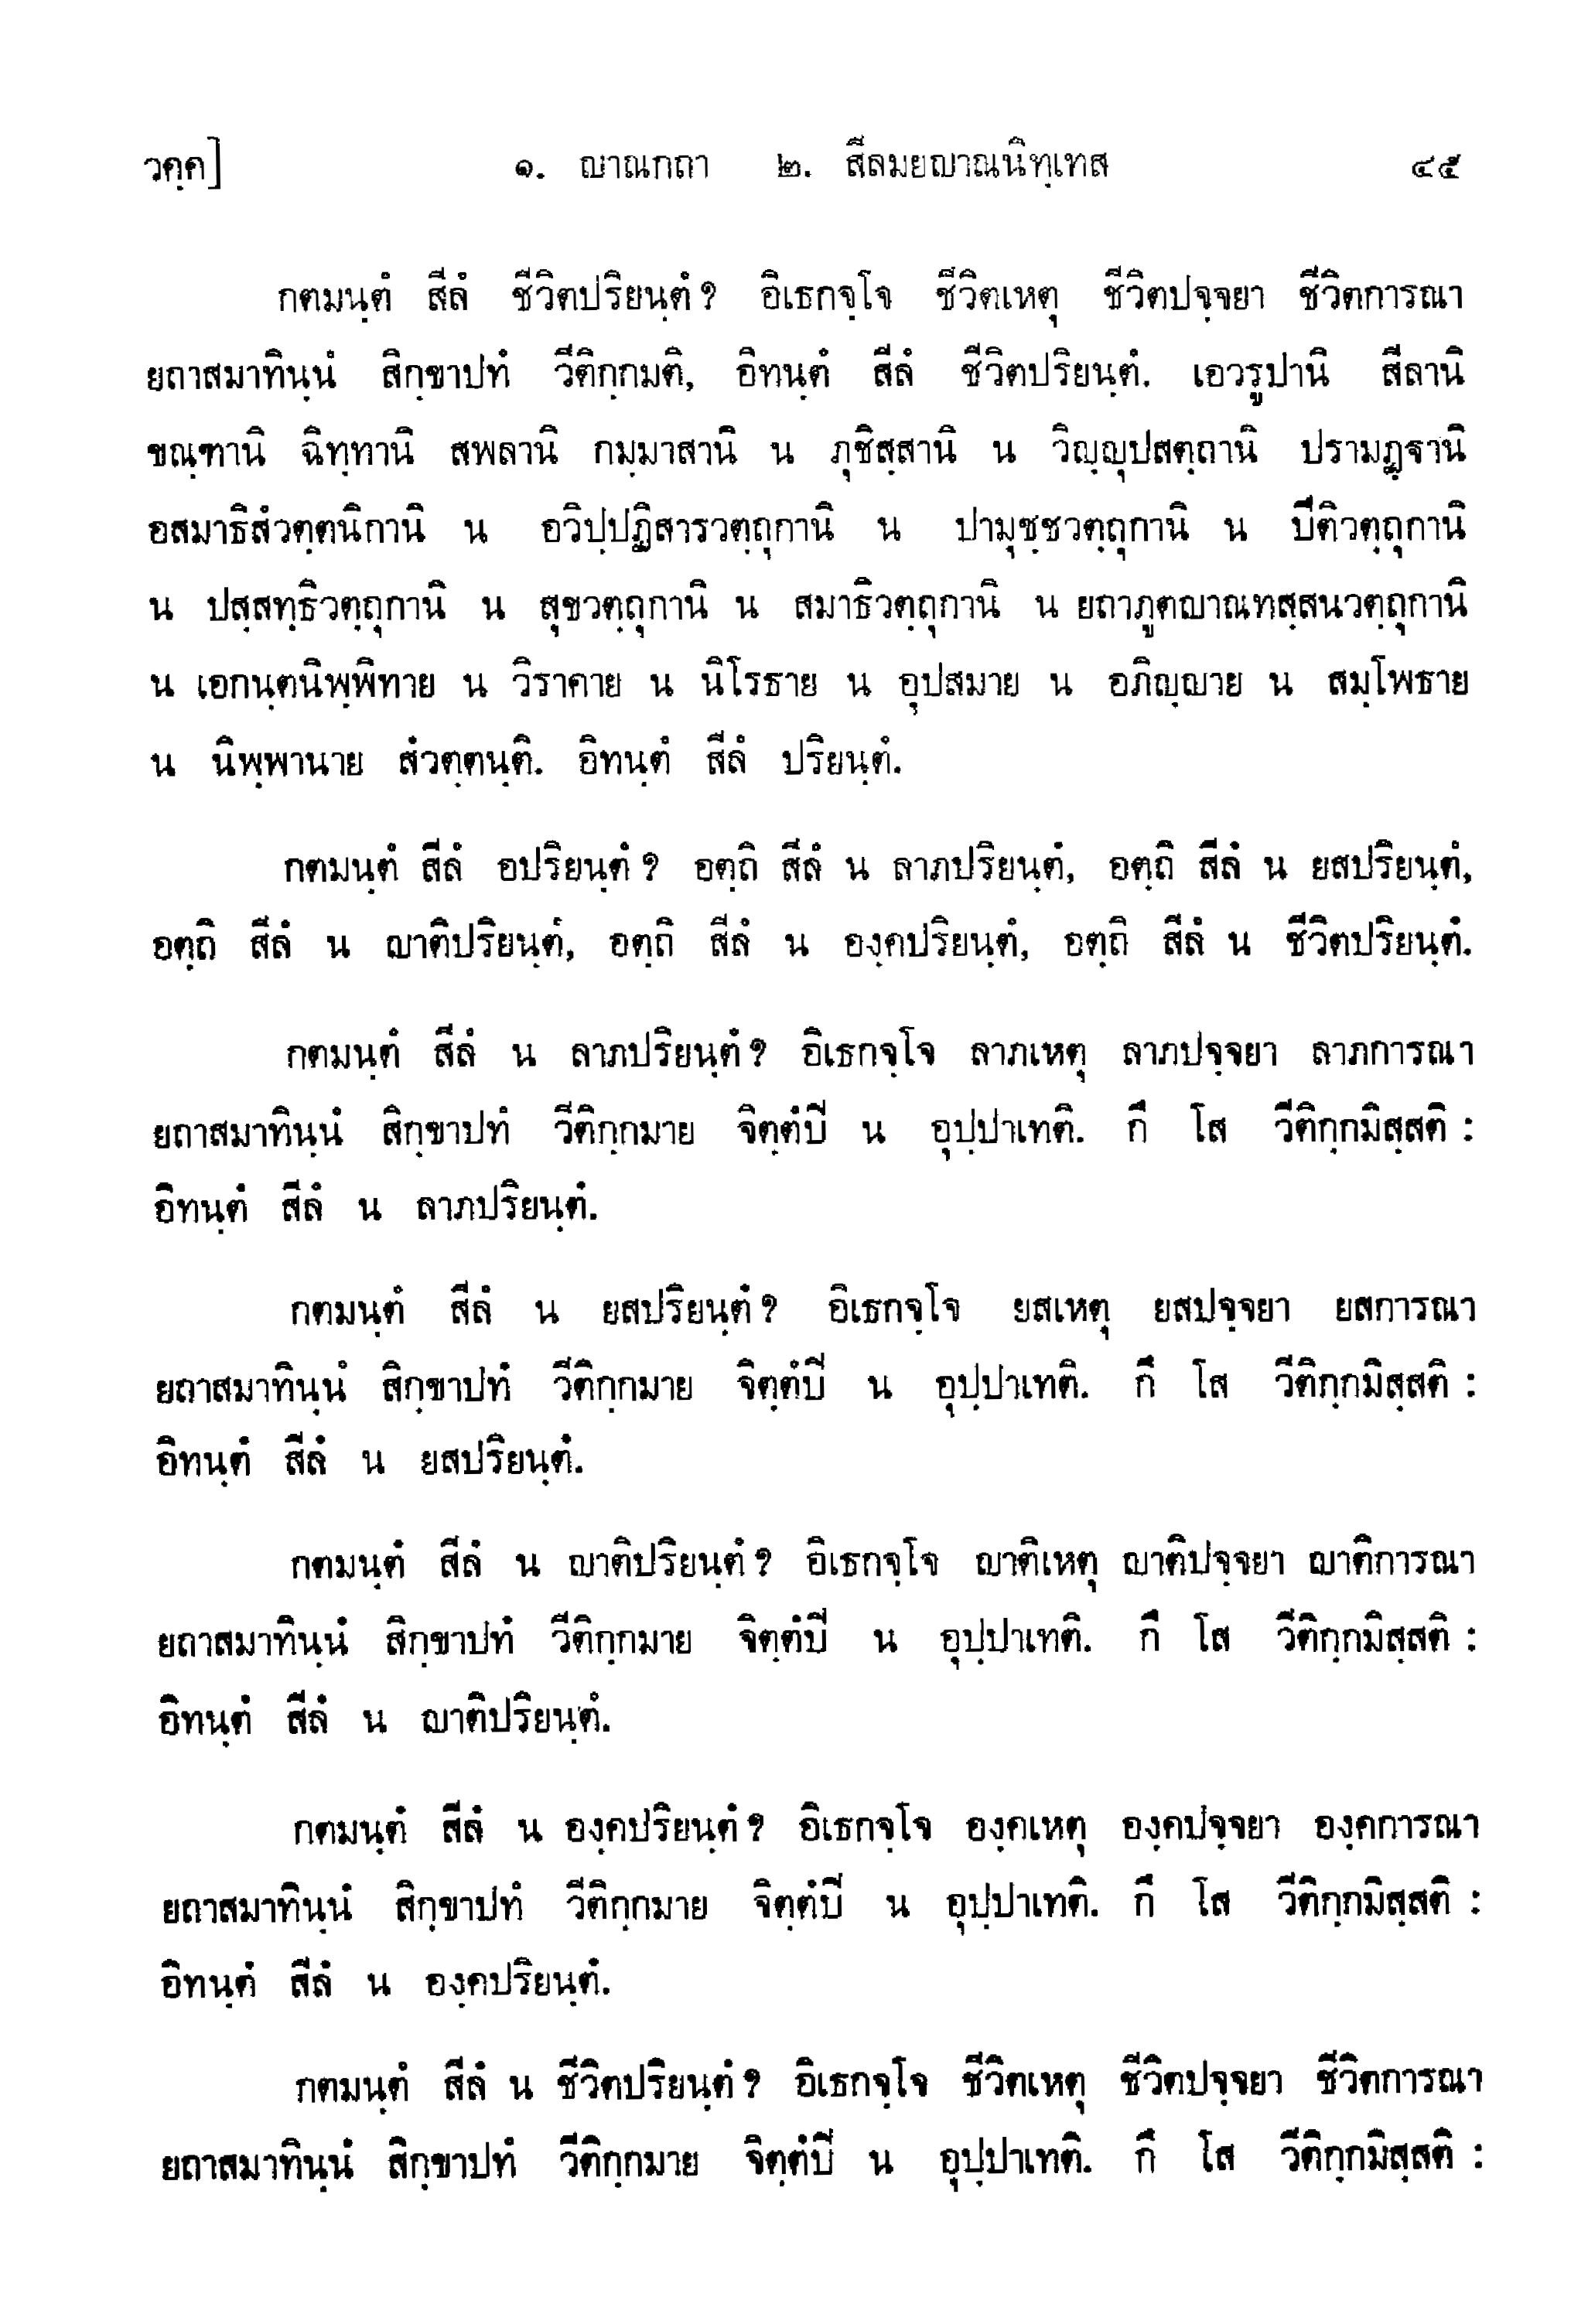 วคฺค] ๑. ญาณกถา ๒. สีลมยญาณนิทฺเทส ๔๕
กตมนฺตํ สีลํ ชีวิตปริยนฺตํ? อิเธกจฺโจ ชีวิตเหตุ ชีวิตปจฺจยา ชีวิตการณา
ยถาสมาทินฺนํ สิกฺขาปทํ วีติกฺกมติ, อิทนฺตํ สีลํ ชีวิตปริยนฺตํ. เอวรูปานิ สีลานิ
ขณฺฑานิ ฉิทฺทานิ สพลานิ กมฺมาสานิ น ภุชิสฺสานิ น วิญฺญุปสตฺถานิ ปรามฏฺฐานิ
อสมาธิสํวตฺตนิกานิ น อวิปฺปฏิสารวตฺถุกานิ น ปามุชฺชวตฺถุกานิ น ปีติวตฺถุกานิ
น ปสฺสทฺธิวตฺถุกานิ น สุขวตฺถุกานิ น สมาธิวตฺถุกานิ น ยถาภูตญาณทสฺสนวตฺถุกานิ
น เอกนฺตนิพฺพิทาย น วิราคาย น นิโรธาย น อุปสมาย น อภิญฺญาย น สมฺโพธาย
น นิพฺพานาย สํวตฺตนฺติ. อิทนฺตํ สีลํ ปริยนฺตํ.
กตมนฺตํ สีลํ อปริยนฺตํ? อตฺถิ สีลํ น ลาภปริยนฺตํ, อตฺถิ สีลํ น ยสปริยนฺตํ,
อตฺถิ สีลํ น ญาติปริยนฺตํ, อตฺถิ สีลํ น องฺคปริยนฺตํ, อตฺถิ สีลํ น ชีวิตปริยนฺตํ.
กตมนฺตํ สีลํ น ลาภปริยนฺตํ? อิเธกจฺโจ ลาภเหตุ ลาภปจฺจยา ลาภการณา
ยถาสมาทินฺนํ สิกฺขาปทํ วีติกฺกมาย จิตฺตํปี น อุปฺปาเทติ. กึ โส วีติกฺกมิสฺสติ :
อิทนฺตํ สีลํ น ลาภปริยนฺตํ.
กตมนฺตํ สีลํ น ยสปริยนฺตํ? อิเธกจฺโจ ยสเหตุ ยสปจฺจยา ยสการณา
ยถาสมาทินฺนํ สิกฺขาปทํ วีติกฺกมาย จิตฺตํปี น อุปฺปาเทติ. กึ โส วีติกฺกมิสฺสติ :
อิทนฺตํ สีลํ น ยสปริยนฺตํ.
กตมนฺตํ สีลํ น ญาติปริยนฺตํ? อิเธกจฺโจ ญาติเหตุ ญาติปจฺจยา ญาติการณา
ยถาสมาทินฺนํ สิกฺขาปทํ วีติกฺกมาย จิตฺตํปี น อุปฺปาเทติ. กึ โส วีติกฺกมิสฺสติ :
อิทนฺตํ สีลํ น ญาติปริยนฺตํ.
กตมนฺตํ สีลํ น องฺคปริยนฺตํ? อิเธกจฺโจ องฺคเหตุ องฺคปจฺจยา องฺคการณา
ยถาสมาทินฺนํ สิกฺขาปทํ วีติกฺกมาย จิตฺตํปี น อุปฺปาเทติ. กึ โส วีติกฺกมิสฺสติ :
อิทนฺตํ สีลํ น องฺคปริยนฺตํ.
กตมนฺตํ สีลํ น ชีวิตปริยนฺตํ? อิเธกจฺโจ ชีวิตเหตุ ชีวิตปจฺจยา ชีวิตการณา
ยถาสมาทินฺนํ สิกฺขาปทํ วีติกฺกมาย จิตฺตํปี น อุปฺปาเทติ. กึ โส วีติกฺกมิสฺสติ :